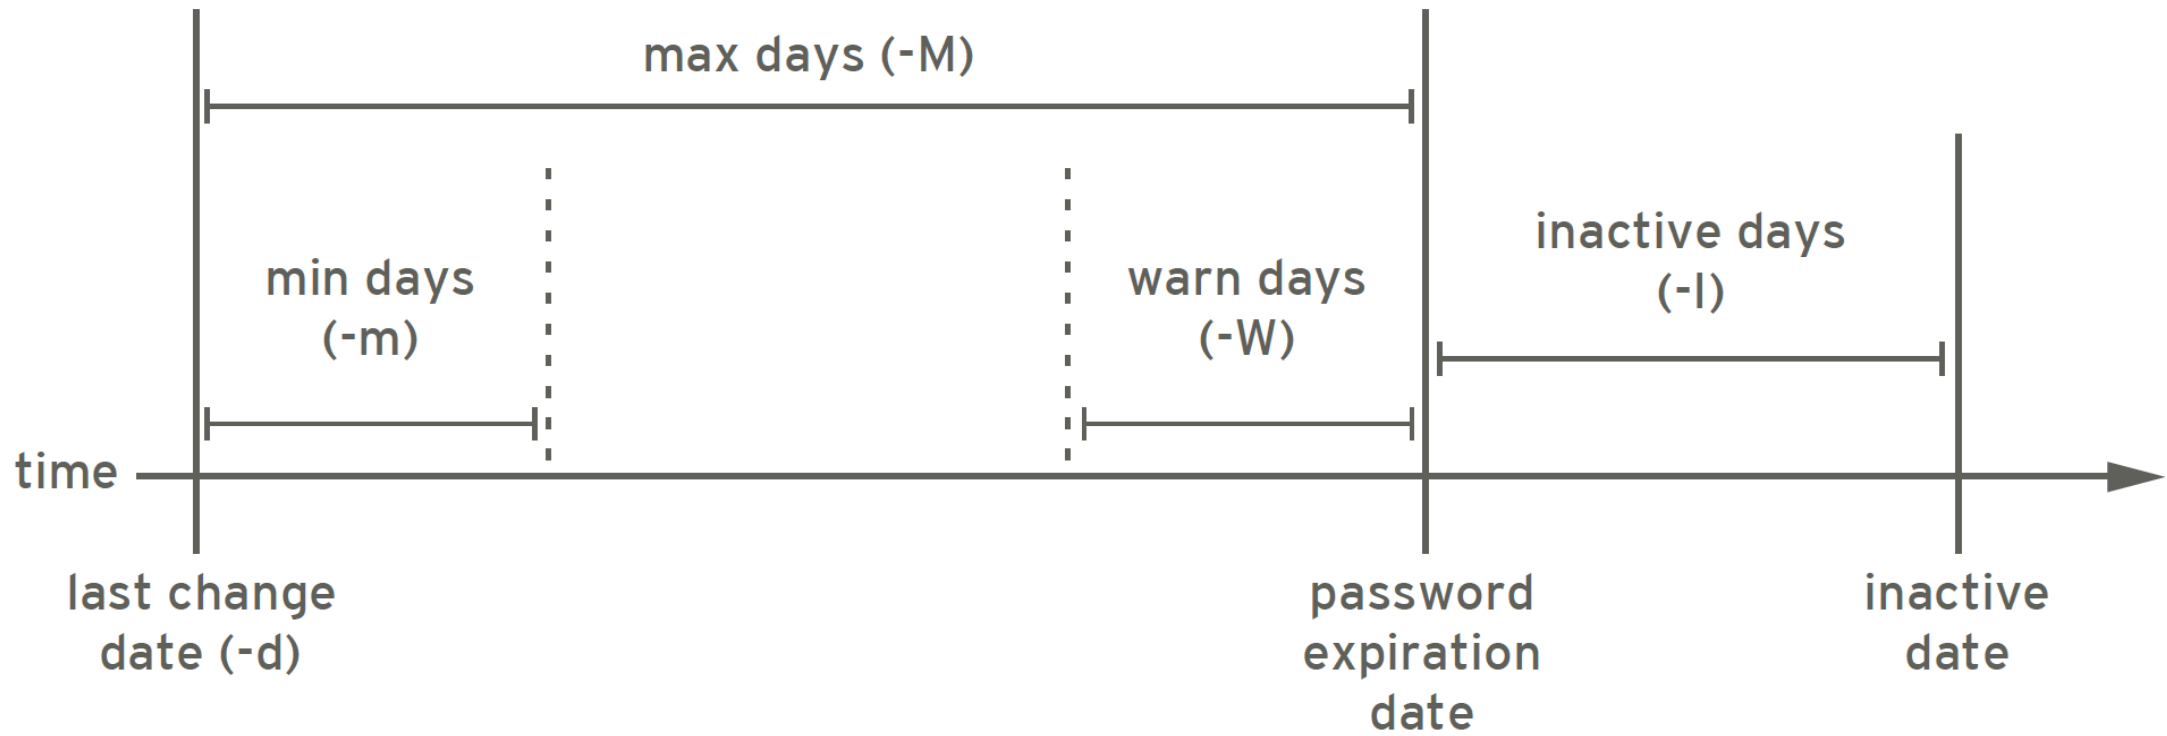 max days (-M)
min days
(-m)
warn days
(-W)
inactive days
(-I)
time
last change
date (-d)
password
expiration
date
inactive
date